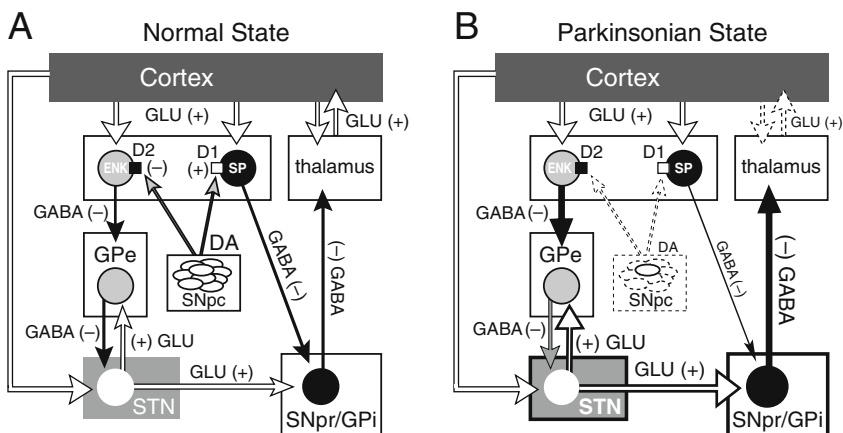 A
Normal State
Cortex
GLU (+)
GLU (+)
D2
D1
ENK
(–)
(+)
SP
thalamus
GABA (–)
DA
GPe
SNpc
GABA (–)
(–) GABA
GABA (–)
(+) GLU
GLU (+)
STN
SNpr/GPi
B
Parkinsonian State
Cortex
GLU (+)
GLU (+)
D2
D1
ENK
SP
thalamus
GABA (–)
DA
GPe
SNpc
GABA (–)
(–) GABA
GABA (–)
(+) GLU
GLU (+)
STN
SNpr/GPi